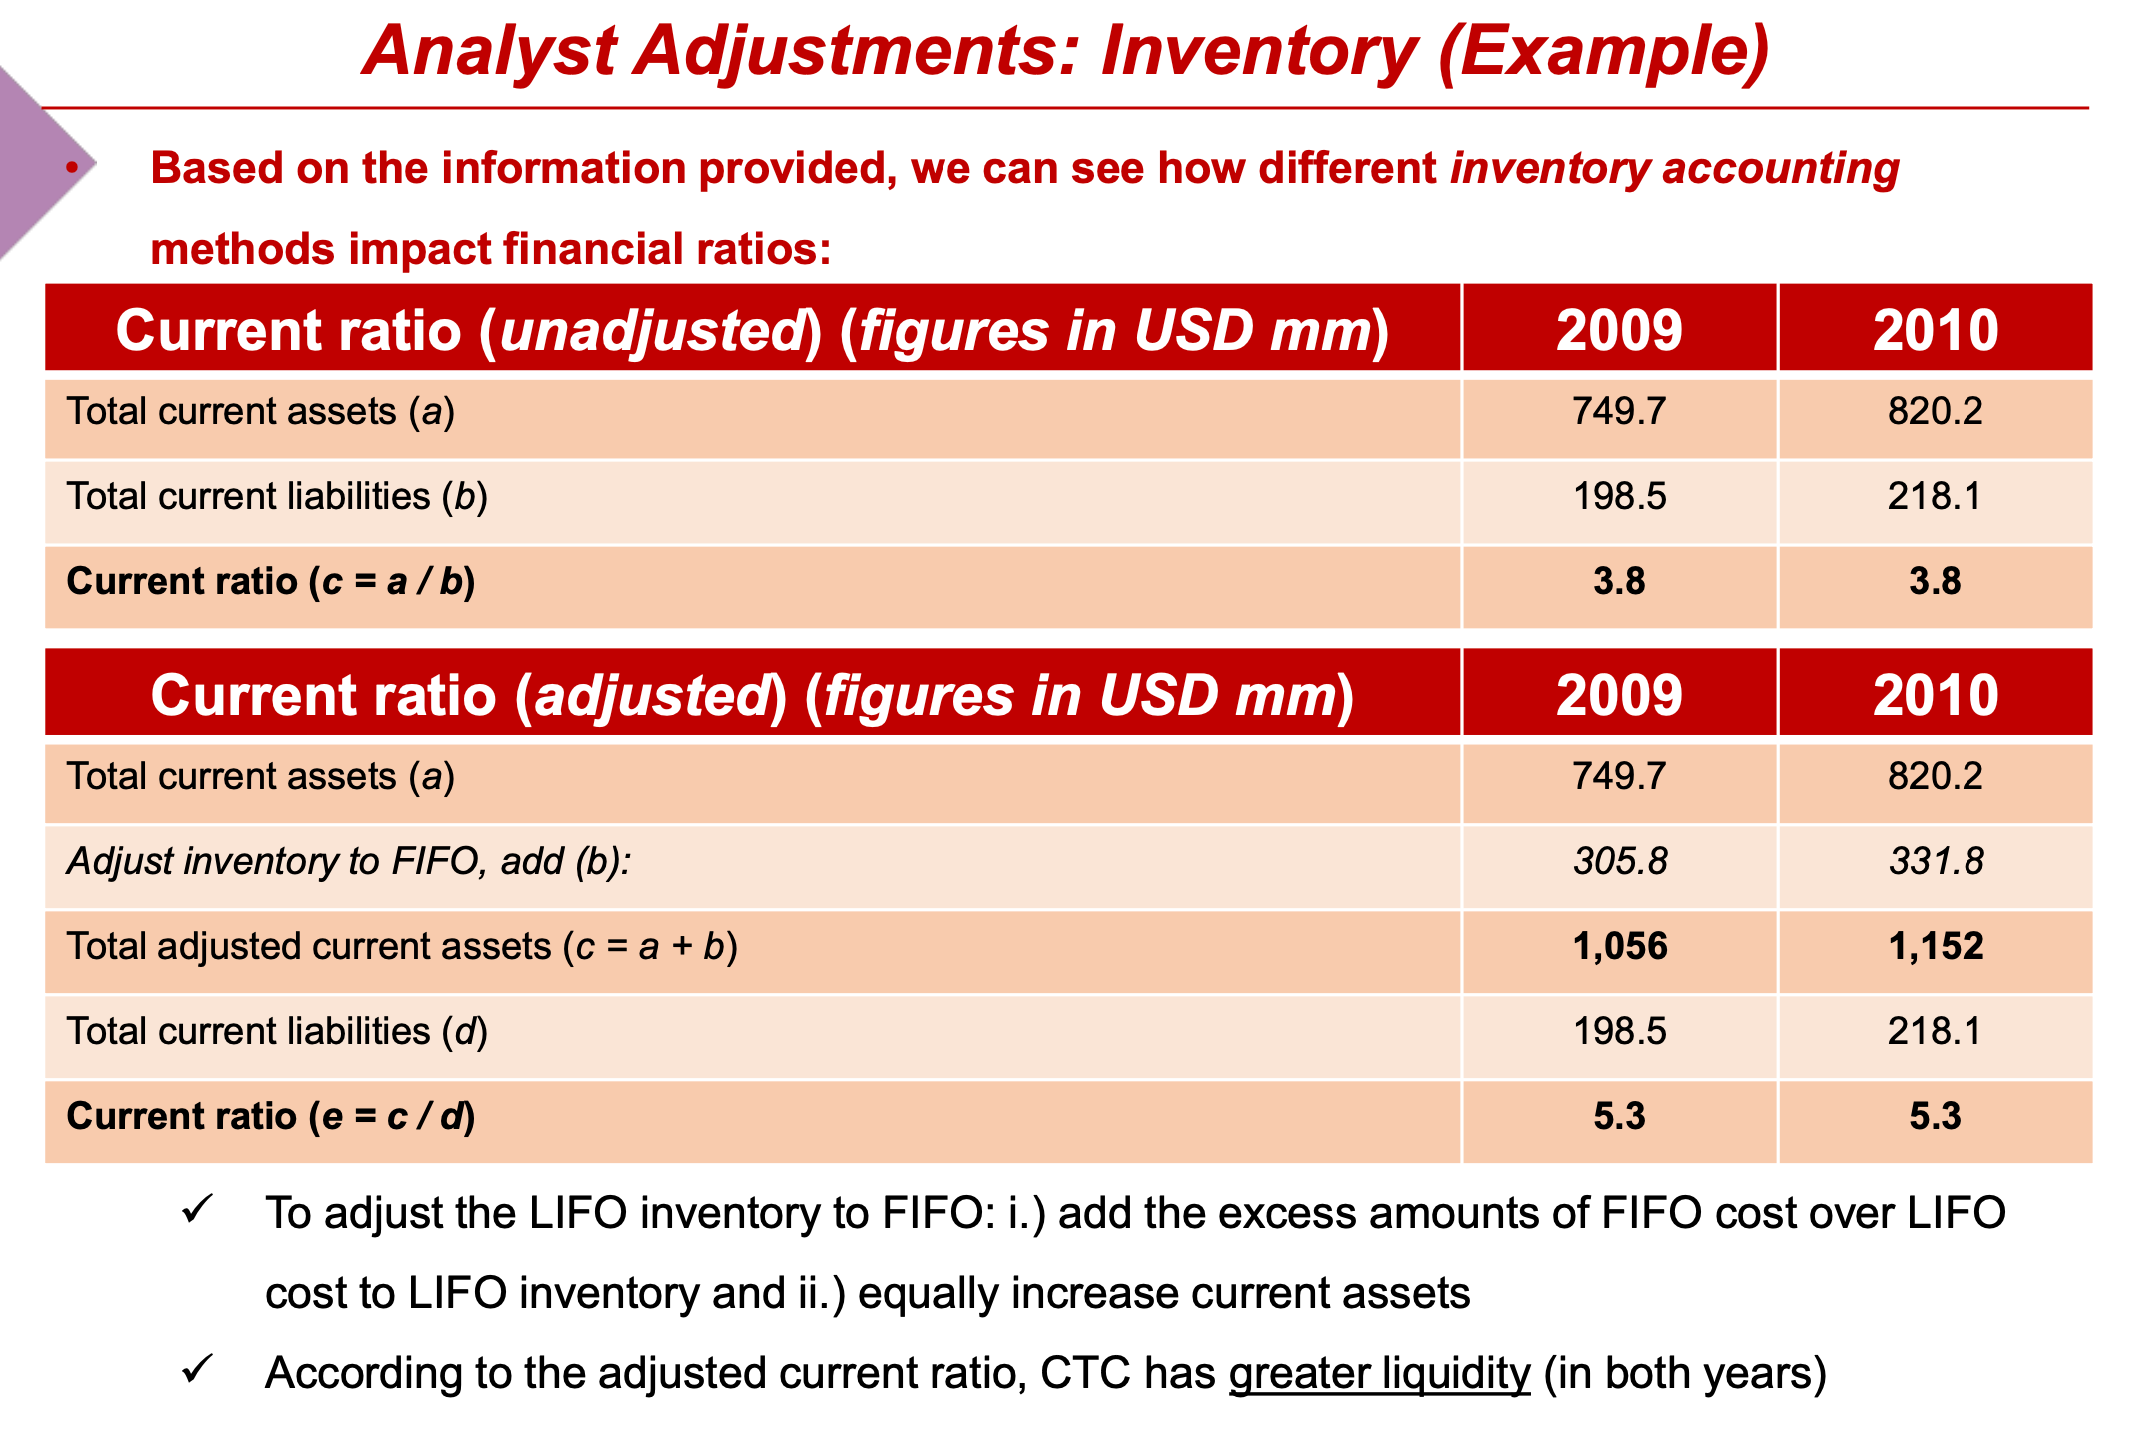 Analyst Adjustments: Inventory (Example)
• Based on the information provided, we can see how different inventory accounting
methods impact financial ratios:
Current ratio (unadjusted) (figures in USD mm) 2009 2010
Total current assets (a) 749.7 820.2
Total current liabilities (b) 198.5 218.1
Current ratio (c = a / b) 3.8 3.8
Current ratio (adjusted) (figures in USD mm) 2009 2010
Total current assets (a) 749.7 820.2
Adjust inventory to FIFO, add (b): 305.8 331.8
Total adjusted current assets (c = a + b) 1,056 1,152
Total current liabilities (d) 198.5 218.1
Current ratio (e = c / d) 5.3 5.3
✓ To adjust the LIFO inventory to FIFO: i.) add the excess amounts of FIFO cost over LIFO
cost to LIFO inventory and ii.) equally increase current assets
✓ According to the adjusted current ratio, CTC has greater liquidity (in both years)